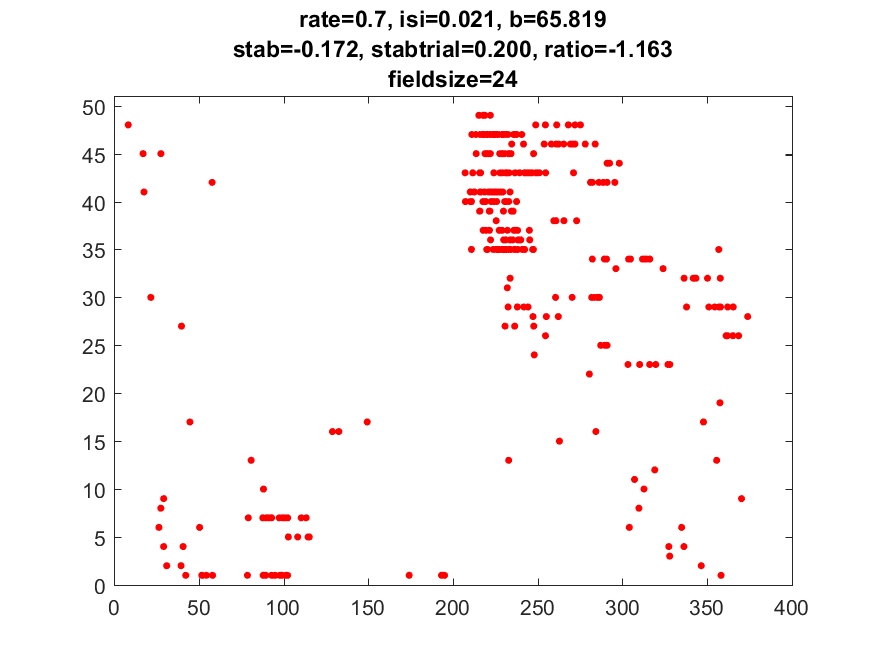 rate=0.7, isi=0.021, b=65.819
stab=-0.172, stabtrial=0.200, ratio=-1.163
fieldsize=24
50
45
40
35
30
25
20
15
10
5
0
0 50 100 150 200 250 300 350 400